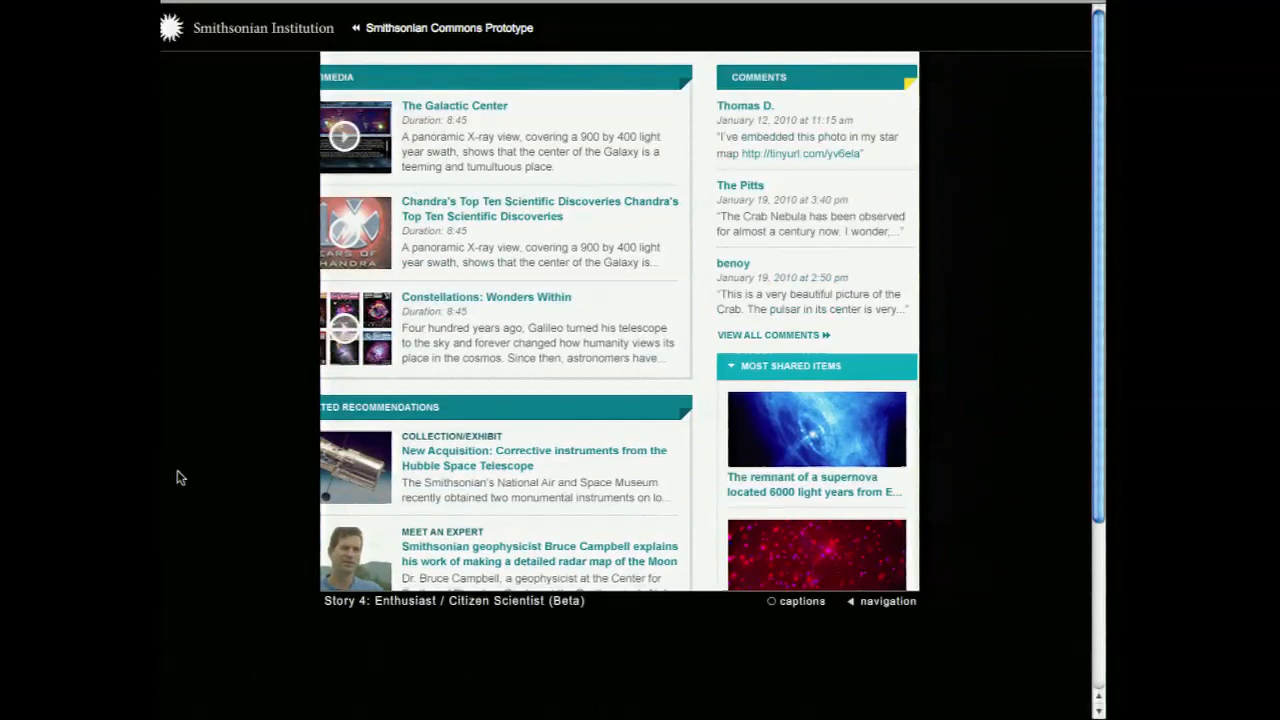 Smithsonian Institution
Smithsonian Commons Prototype
IMEDIA
The Galactic Center
Duration: 8:45
A panoramic X-ray view, covering a 900 by 400 light
year swath, shows that the center of the Galaxy is a
teeming and tumultuous place.
Chandra's Top Ten Scientific Discoveries Chandra's
Top Ten Scientific Discoveries
Duration: 8:45
A panoramic X-ray view, covering a 900 by 400 light
year swath, shows that the center of the Galaxy is...
Constellations: Wonders Within
Duration: 8:45
Four hundred years ago, Galileo turned his telescope
to the sky and forever changed how humanity views its
place in the cosmos. Since then, astronomers have...
TED RECOMMENDATIONS
COLLECTION/EXHIBIT
New Acquisition: Corrective instruments from the
Hubble Space Telescope
The Smithsonian's National Air and Space Museum
recently obtained two monumental instruments on lo...
MEET AN EXPERT
Smithsonian geophysicist Bruce Campbell explains
his work of making a detailed radar map of the Moon
Dr. Bruce Campbell, a geophysicist at the Center for
COMMENTS
Thomas D.
January 12, 2010 at 11:15 am
"I've embedded this photo in my star
map http://tinyurl.com/yv6ela"
The Pitts
January 19, 2010 at 3:40 pm
"The Crab Nebula has been observed
for almost a century now. I wonder,..."
benoy
January 19, 2010 at 2:50 pm
"This is a very beautiful picture of the
Crab. The pulsar in its center is very..."
VIEW ALL COMMENTS
MOST SHARED ITEMS
The remnant of a supernova
located 6000 light years from E...
Story 4: Enthusiast / Citizen Scientist (Beta)
captions
navigation